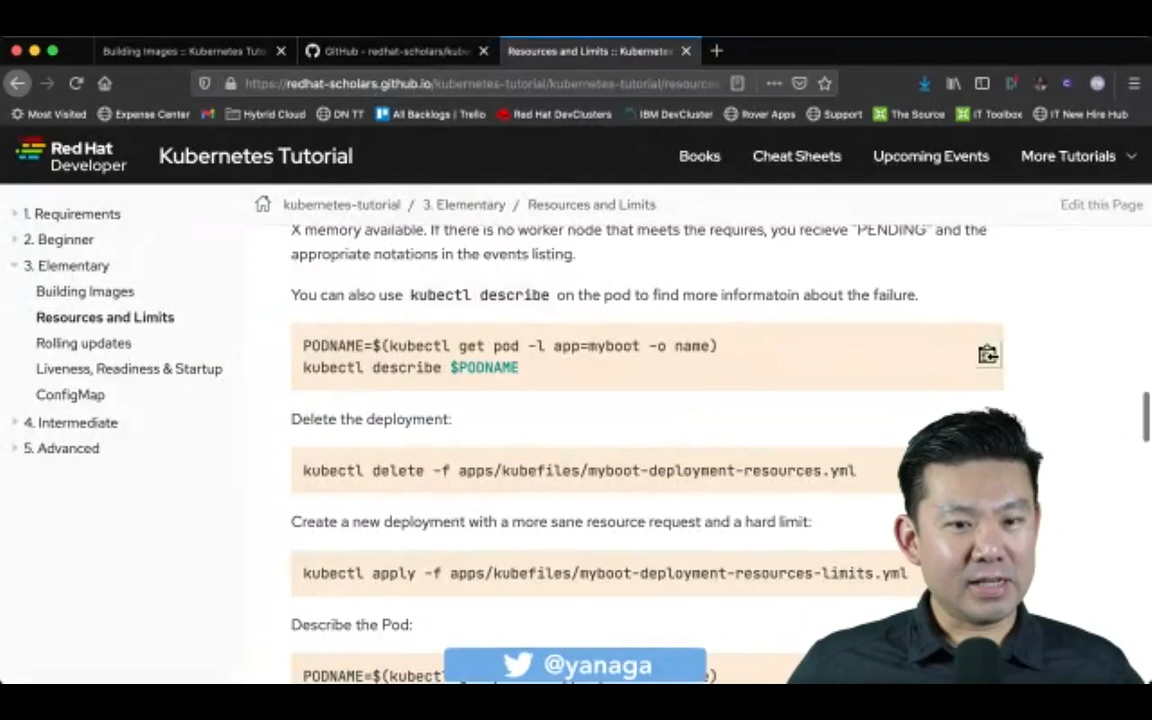 Building Images :: Kubernetes Tuto
GitHub - redhat-scholars/kube
Resources and Limits :: Kubernete
https://redhat-scholars.github.io/kubernetes-tutorial/kubernetes-tutorial/resourc
Most Visited
Expense Center
Hybrid Cloud
DN TT
All Backlogs | Trello
Red Hat DevClusters
IBM DevCluster
Rover Apps
Support
The Source
IT Toolbox
IT New Hire Hub
Red Hat
Developer
Kubernetes Tutorial
Books
Cheat Sheets
Upcoming Events
More Tutorials
1. Requirements
2. Beginner
3. Elementary
Building Images
Resources and Limits
Rolling updates
Liveness, Readiness & Startup
ConfigMap
4. Intermediate
5. Advanced
kubernetes-tutorial / 3. Elementary / Resources and Limits
Edit this Page
X memory available. If there is no worker node that meets the requires, you recieve "PENDING" and the
appropriate notations in the events listing.
You can also use kubectl describe on the pod to find more informatoin about the failure.
PODNAME=$(kubectl get pod -l app=myboot -o name)
kubectl describe $PODNAME
Delete the deployment:
kubectl delete -f apps/kubefiles/myboot-deployment-resources.yml
Create a new deployment with a more sane resource request and a hard limit:
kubectl apply -f apps/kubefiles/myboot-deployment-resources-limits.yml
Describe the Pod:
PODNAME=$(kubect
@yanaga